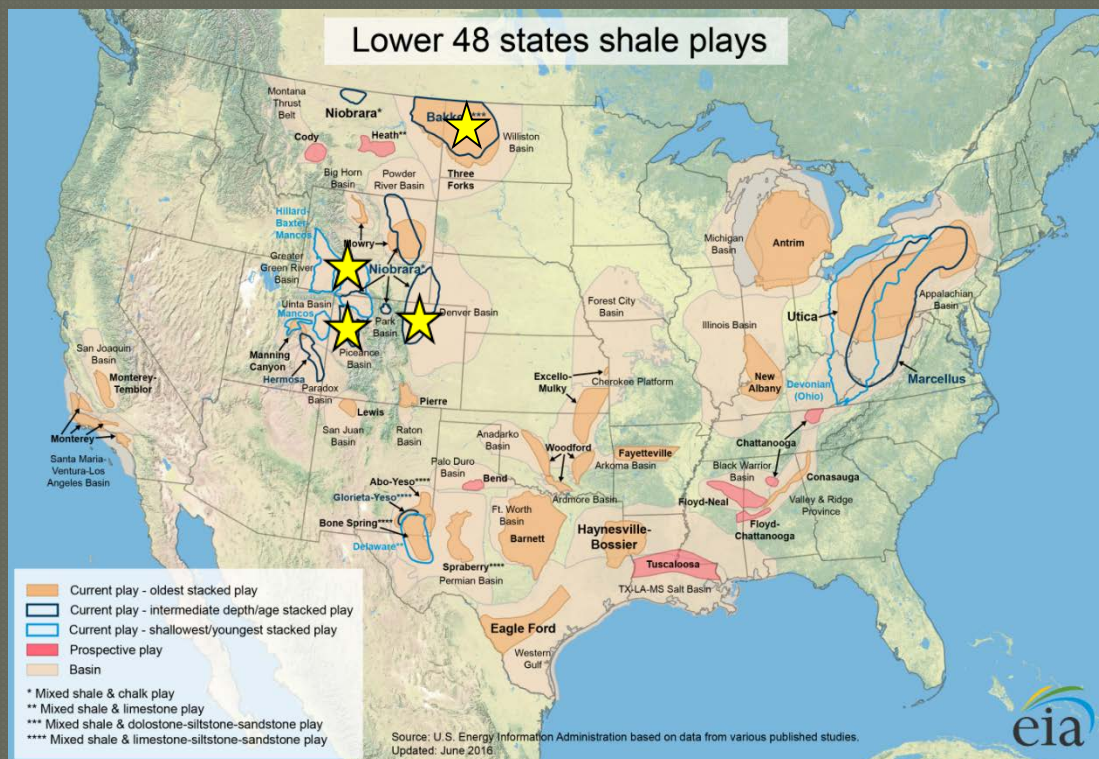 Lower 48 states shale plays
Montana
Thrust
Belt
Niobrara*
Cody
Heath**
Williston
Basin
Three
Forks
Big Horn
Basin
Powder
River Basin
Hillard-
Baxter-
Mancos
Mowry
Greater
Green River
Basin
Niobrara*
Uinta Basin
Mancos
Park
Basin
Denver Basin
Manning
Canyon
Piceance
Basin
Hermosa
Paradox
Basin
San Joaquin
Basin
Monterey-
Temblor
Monterey
Santa Maria-
Ventura-Los
Angeles Basin
Lewis
San Juan
Basin
Pierre
Raton
Basin
Michigan
Basin
Antrim
Forest City
Basin
Illinois Basin
Utica
Appalachian
Basin
Marcellus
Devonian
(Ohio)
New
Albany
Excello-
Mulky
Cherokee Platform
Anadarko
Basin
Woodford
Arkoma Basin
Fayetteville
Ardmore Basin
Palo Duro
Basin
Bend
Abo-Yeso****
Glorieta-Yeso****
Bone Spring****
Delaware**
Spraberry****
Permian Basin
Ft. Worth
Basin
Barnett
Haynesville-
Bossier
Tuscaloosa
TX-LA-MS Salt Basin
Eagle Ford
Western
Gulf
Chattanooga
Black Warrior
Basin
Conasauga
Floyd-Neal
Valley & Ridge
Province
Floyd-
Chattanooga
Current play - oldest stacked play
Current play - intermediate depth/age stacked play
Current play - shallowest/youngest stacked play
Prospective play
Basin
* Mixed shale & chalk play
** Mixed shale & limestone play
*** Mixed shale & dolostone-siltstone-sandstone play
**** Mixed shale & limestone-siltstone-sandstone play
Source: U.S. Energy Information Administration based on data from various published studies.
Updated: June 2016
eia